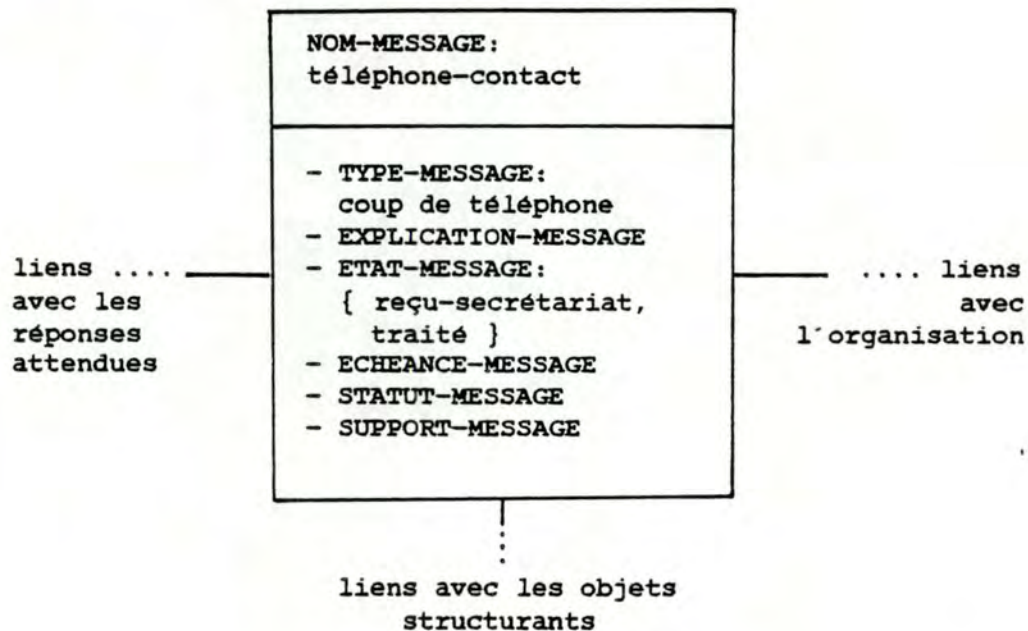 NOM-MESSAGE:
téléphone-contact
- TYPE-MESSAGE:
coup de téléphone
- EXPLICATION-MESSAGE
- ETAT-MESSAGE:
{ reçu-secrétariat,
traité }
- ECHEANCE-MESSAGE
- STATUT-MESSAGE
- SUPPORT-MESSAGE
liens ....
avec les
réponses
attendues
.... liens
avec
l'organisation
liens avec les objets
structurants